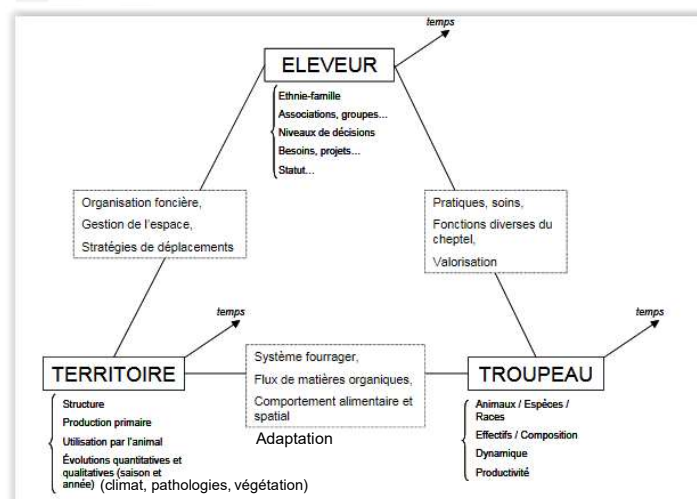 temps
ELEVEUR
Ethnie-famille
Associations, groupes...
Niveaux de décisions
Besoins, projets...
Statut...
Organisation foncière,
Gestion de l'espace,
Stratégies de déplacements
Pratiques, soins,
Fonctions diverses du
cheptel,
Valorisation
temps
TERRITOIRE
Structure
Production primaire
Utilisation par l'animal
Évolutions quantitatives et
qualitatives (saison et
année) (climat, pathologies, végétation)
Système fourrager,
Flux de matières organiques,
Comportement alimentaire et
spatial
Adaptation
temps
TROUPEAU
Animaux / Espèces /
Races
Effectifs / Composition
Dynamique
Productivité